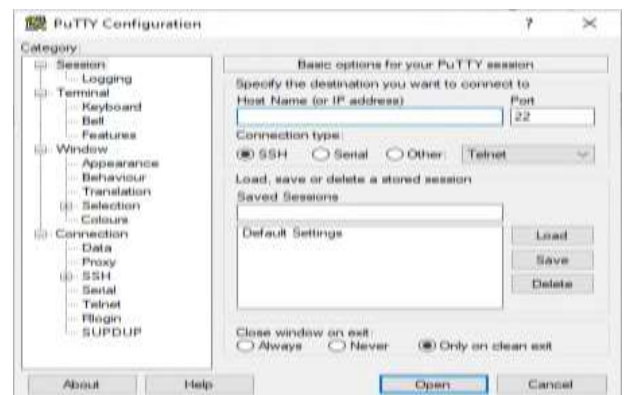 PuTTY Configuration
?
×
Category:
Session
Logging
Terminal
Keyboard
Bell
Features
Window
Appearance
Behaviour
Translation
Selection
Colours
Connection
Data
Proxy
SSH
Serial
Telnet
Rlogin
SUPDUP
Basic options for your PuTTY session
Specify the destination you want to connect to
Host Name (or IP address)
Port
22
Connection type:
SSH
Serial
Other:
Telnet
Load, save or delete a stored session
Saved Sessions
Default Settings
Load
Save
Delete
Close window on exit:
Always
Never
Only on clean exit
About
Help
Open
Cancel